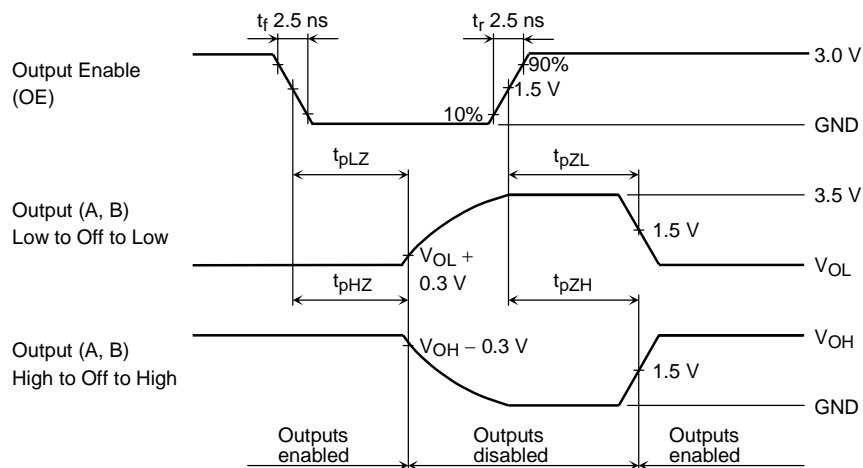 tf 2.5 ns
tr 2.5 ns
Output Enable
(OE)
3.0 V
90%
1.5 V
10%
GND
tpLZ
tpZL
Output (A, B)
Low to Off to Low
3.5 V
1.5 V
VOL +
0.3 V
VOL
tpHZ
tpZH
Output (A, B)
High to Off to High
VOH
VOH − 0.3 V
1.5 V
GND
Outputs
enabled
Outputs
disabled
Outputs
enabled